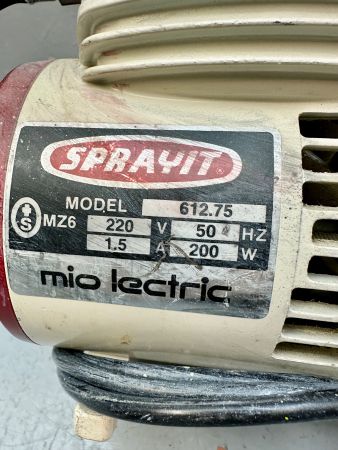 SPRAYIT
MODEL 612.75
S MZ6 220 V 50 HZ
1.5 A 200 W
mio lectric